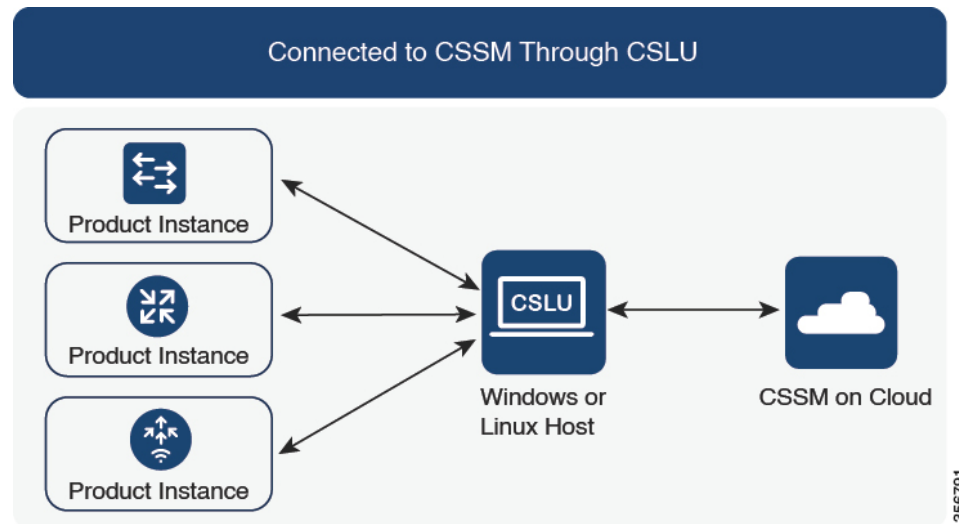 Connected to CSSM Through CSLU
Product Instance
Product Instance
Product Instance
CSLU
Windows or
Linux Host
CSSM on Cloud
356791